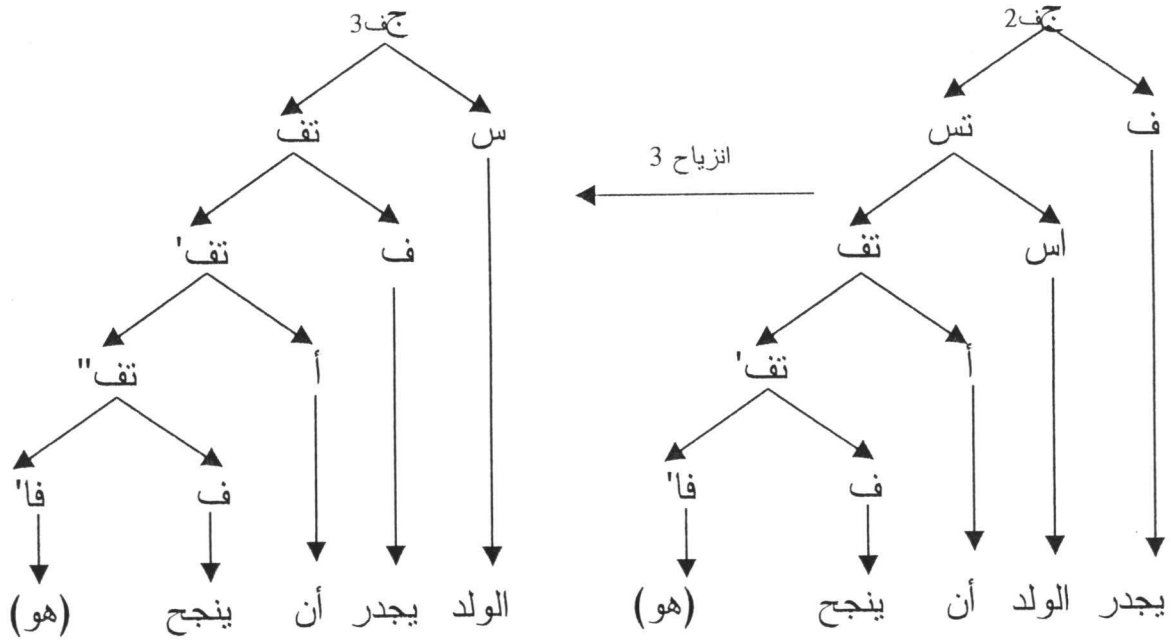 جف2 جف3
ف تس س تف
انزياح 3
اس تف ف تف'
أ تف' أ تف"
ف فا' ف فا'
يجدر الولد أن ينجح (هو) الولد يجدر أن ينجح (هو)